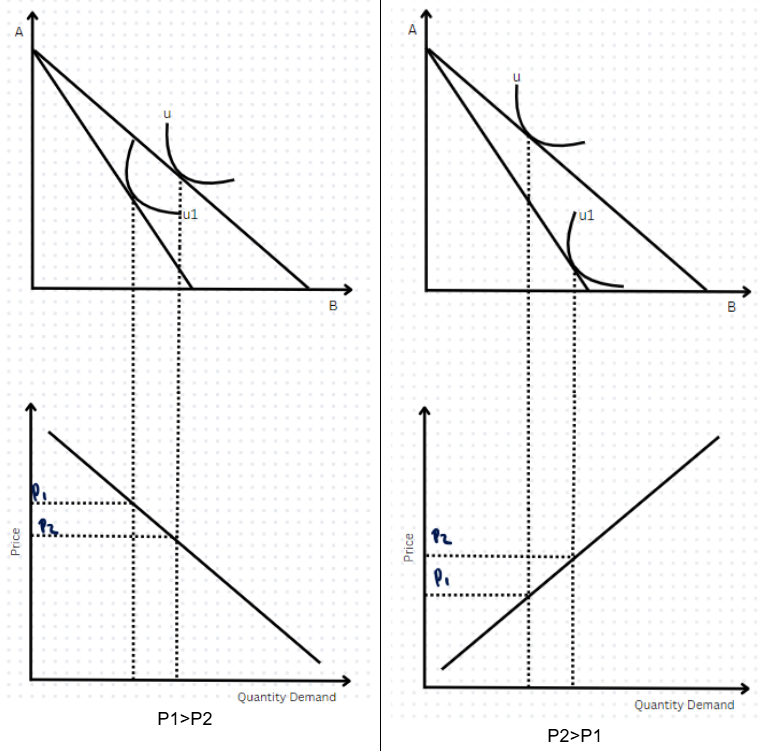 A
u
u1
B
P1
P2
Price
Quantity Demand
P1>P2
A
u
u1
B
P2
P1
Price
Quantity Demand
P2>P1